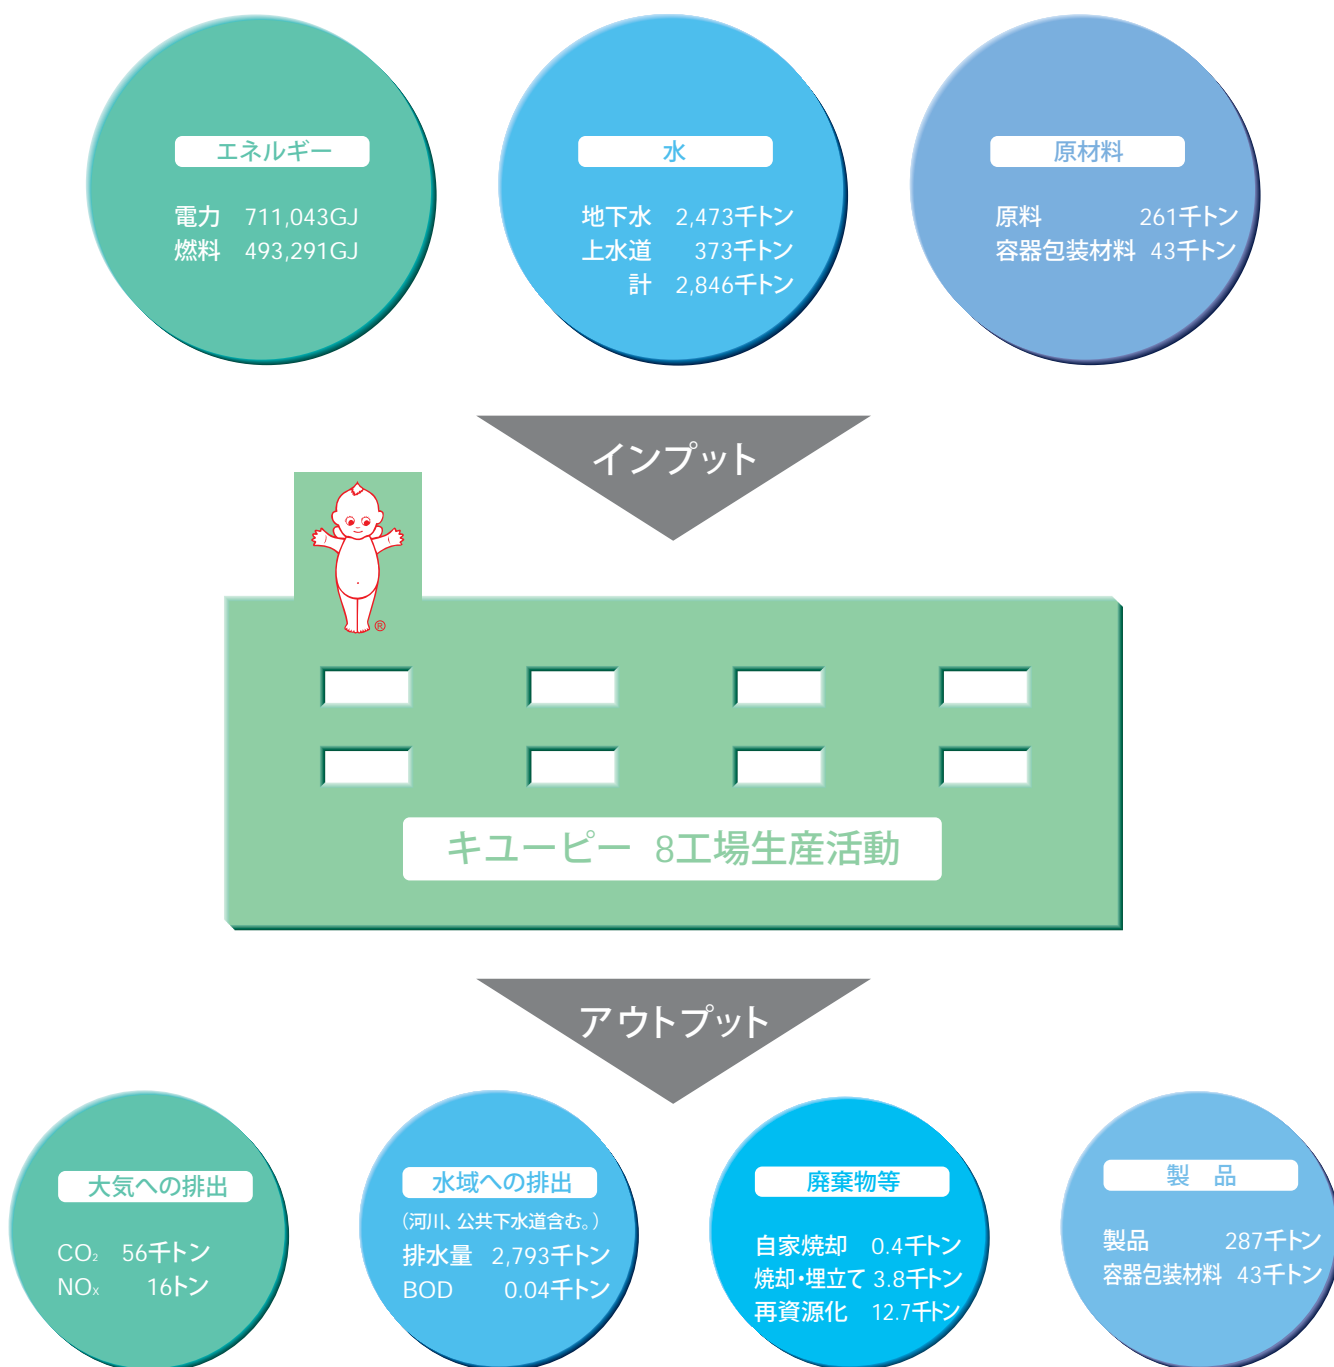 エネルギー
電力 711,043GJ
燃料 493,291GJ
水
地下水 2,473千トン
上水道 373千トン
計 2,846千トン
原材料
原料 261千トン
容器包装材料 43千トン
インプット
®
キユーピー 8工場生産活動
アウトプット
大気への排出
CO₂ 56千トン
NOx 16トン
水域への排出
(河川、公共下水道含む。)
排水量 2,793千トン
BOD 0.04千トン
廃棄物等
自家焼却 0.4千トン
焼却・埋立て 3.8千トン
再資源化 12.7千トン
製 品
製品 287千トン
容器包装材料 43千トン